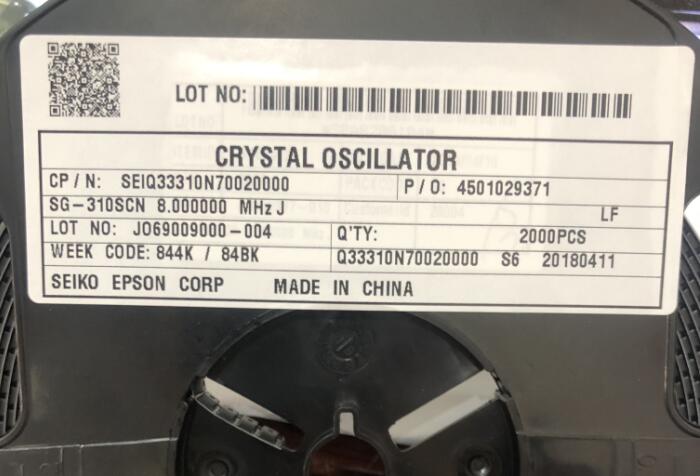 LOT NO:
CRYSTAL OSCILLATOR
CP / N: SEIQ33310N70020000 P / O: 4501029371
SG-310SCN 8.000000 MHz J LF
LOT NO: J069009000-004 Q'TY: 2000PCS
WEEK CODE: 844K / 84BK Q33310N70020000 S6 20180411
SEIKO EPSON CORP MADE IN CHINA